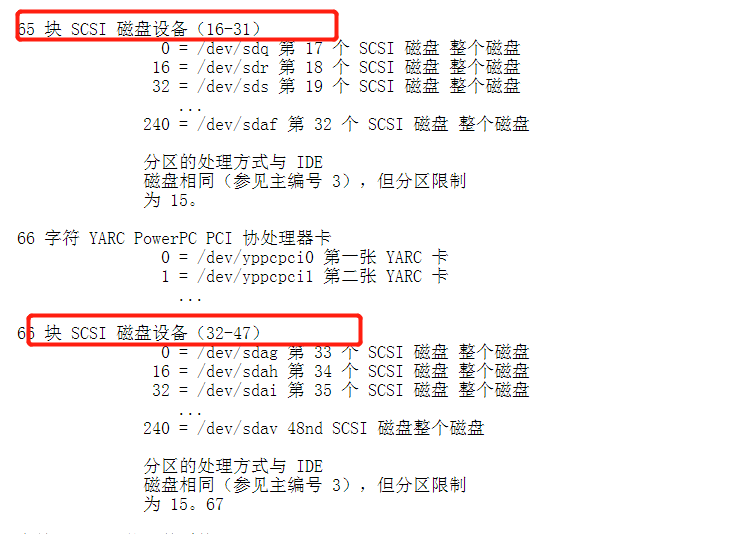 65 块 SCSI 磁盘设备（16-31）
0 = /dev/sdq 第 17 个 SCSI 磁盘 整个磁盘
16 = /dev/sdr 第 18 个 SCSI 磁盘 整个磁盘
32 = /dev/sds 第 19 个 SCSI 磁盘 整个磁盘
...
240 = /dev/sdaf 第 32 个 SCSI 磁盘 整个磁盘
分区的处理方式与 IDE
磁盘相同（参见主编号 3），但分区限制
为 15。
66 字符 YARC PowerPC PCI 协处理器卡
0 = /dev/yppcpci0 第一张 YARC 卡
1 = /dev/yppcpci1 第二张 YARC 卡
...
66 块 SCSI 磁盘设备（32-47）
0 = /dev/sdag 第 33 个 SCSI 磁盘 整个磁盘
16 = /dev/sdah 第 34 个 SCSI 磁盘 整个磁盘
32 = /dev/sdai 第 35 个 SCSI 磁盘 整个磁盘
...
240 = /dev/sdav 48nd SCSI 磁盘整个磁盘
分区的处理方式与 IDE
磁盘相同（参见主编号 3），但分区限制
为 15。67